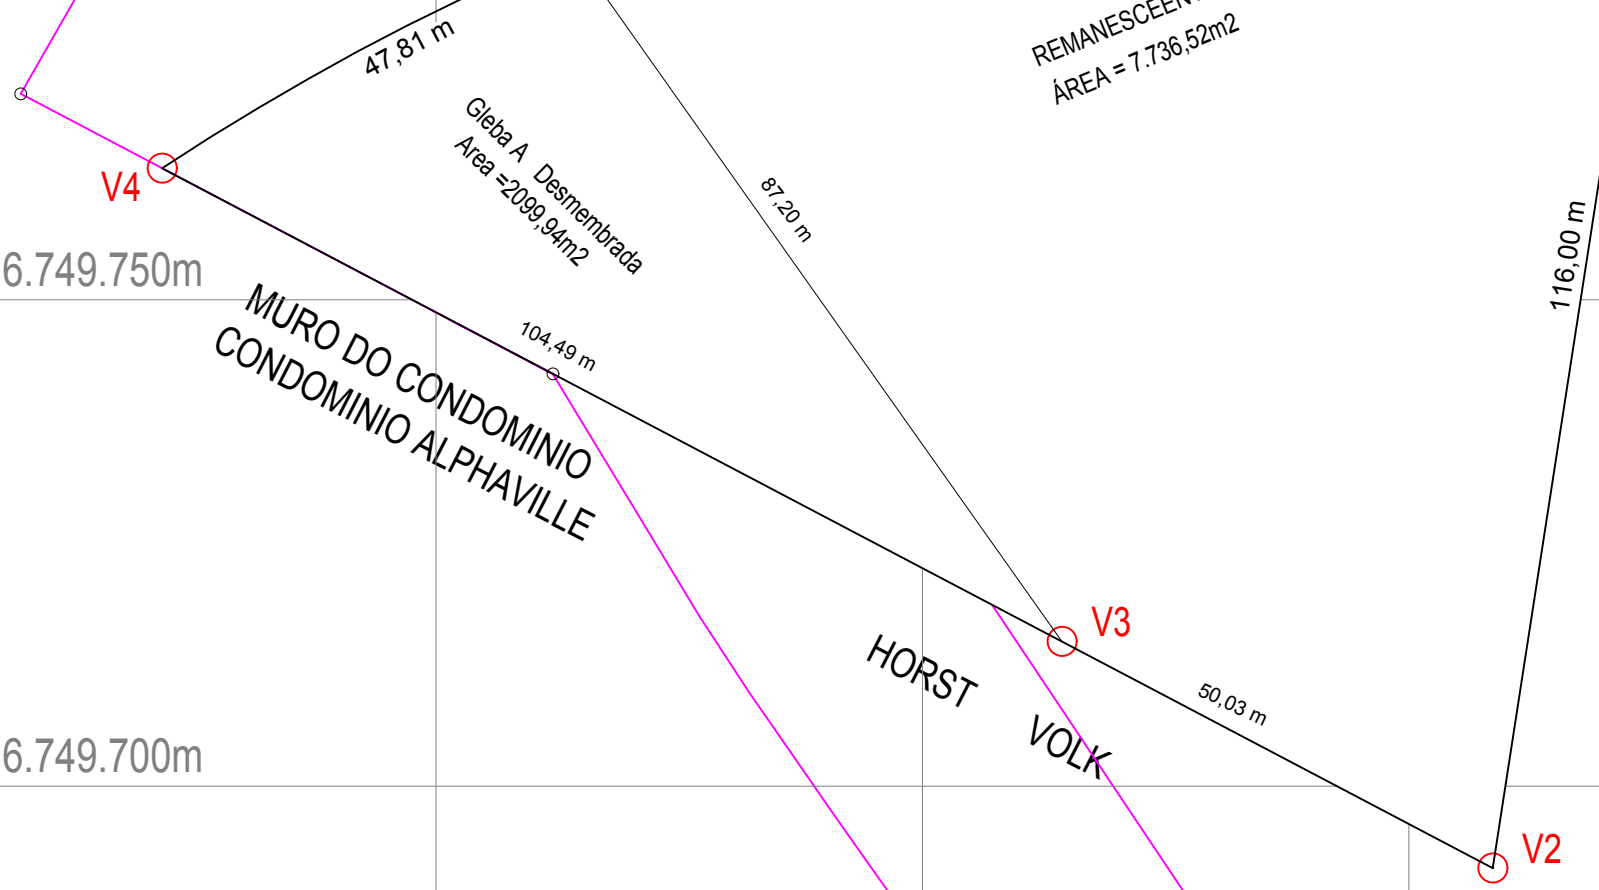 47,81 m
REMANESCEEN
ÁREA = 7.736,52m2
Gleba A   Desmembrada
Area =2099,94m2
87,20 m
V4
116,00 m
6.749.750m
MURO DO CONDOMINIO
CONDOMINIO ALPHAVILLE
104,49 m
V3
HORST   VOLK
50,03 m
6.749.700m
V2